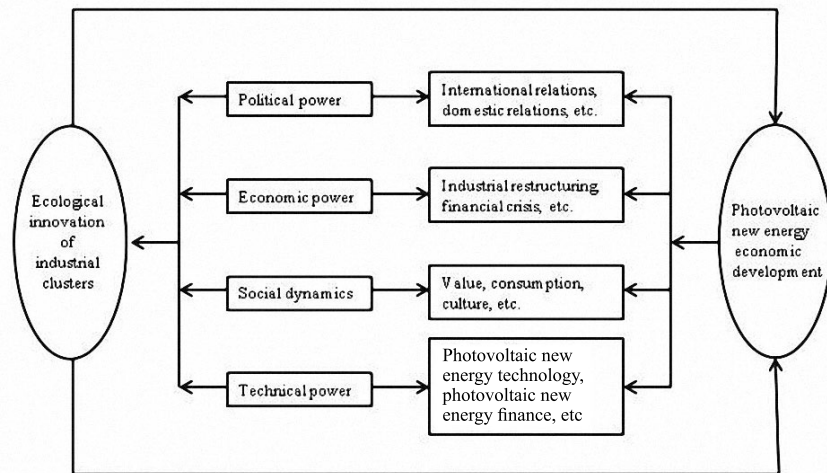 Ecological
innovation
of
industrial
clusters
Political power
International relations,
domestic relations, etc.
Economic power
Industrial restructuring
financial crisis, etc.
Social dynamics
Value, consumption,
culture, etc.
Technical power
Photovoltaic new
energy technology,
photovoltaic new
energy finance, etc
Photovoltaic
new energy
economic
development